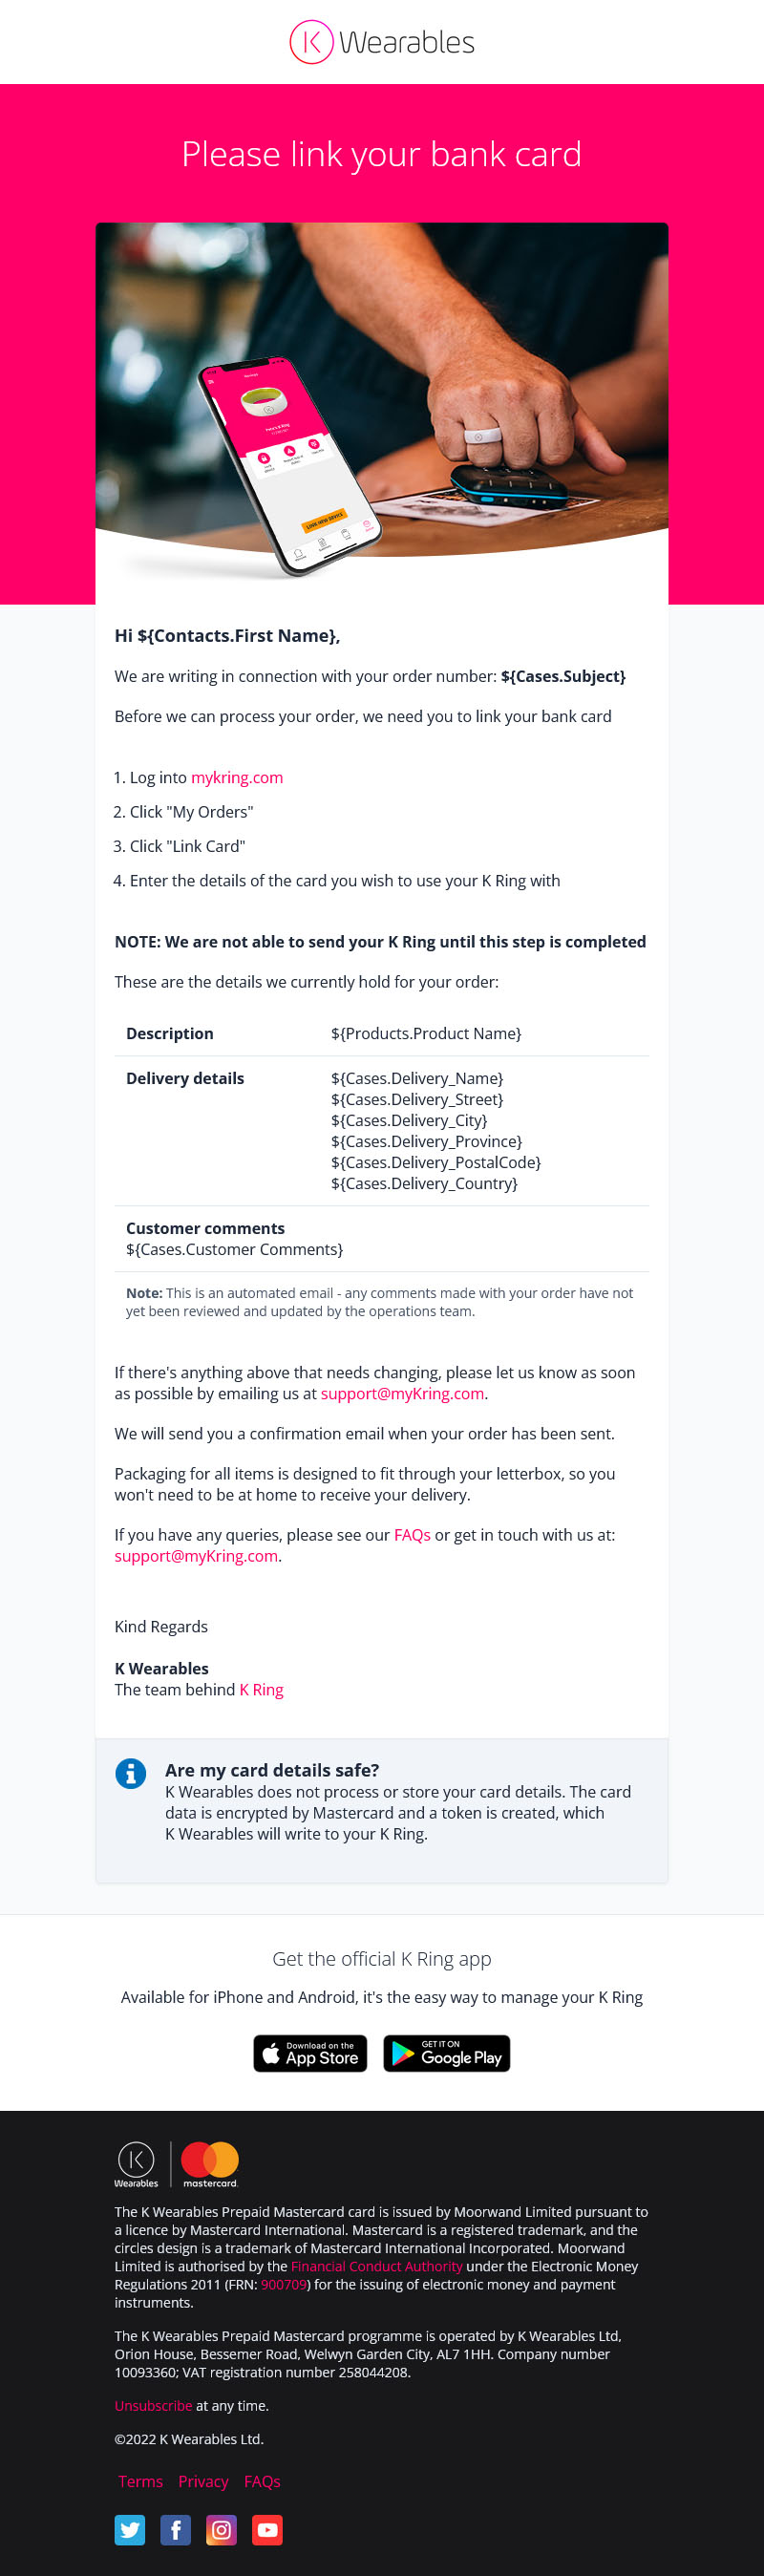 K Wearables
Please link your bank card
LINK NEW DEVICE
Hi ${Contacts.First Name},
We are writing in connection with your order number: ${Cases.Subject}
Before we can process your order, we need you to link your bank card
1. Log into mykring.com
2. Click "My Orders"
3. Click "Link Card"
4. Enter the details of the card you wish to use your K Ring with
NOTE: We are not able to send your K Ring until this step is completed
These are the details we currently hold for your order:
Description ${Products.Product Name}
Delivery details ${Cases.Delivery_Name}
${Cases.Delivery_Street}
${Cases.Delivery_City}
${Cases.Delivery_Province}
${Cases.Delivery_PostalCode}
${Cases.Delivery_Country}
Customer comments
${Cases.Customer Comments}
Note: This is an automated email - any comments made with your order have not
yet been reviewed and updated by the operations team.
If there's anything above that needs changing, please let us know as soon
as possible by emailing us at support@myKring.com.
We will send you a confirmation email when your order has been sent.
Packaging for all items is designed to fit through your letterbox, so you
won't need to be at home to receive your delivery.
If you have any queries, please see our FAQs or get in touch with us at:
support@myKring.com.
Kind Regards
K Wearables
The team behind K Ring
Are my card details safe?
K Wearables does not process or store your card details. The card
data is encrypted by Mastercard and a token is created, which
K Wearables will write to your K Ring.
Get the official K Ring app
Available for iPhone and Android, it's the easy way to manage your K Ring
Download on the
App Store
GET IT ON
Google Play
K
Wearables
mastercard.
The K Wearables Prepaid Mastercard card is issued by Moorwand Limited pursuant to
a licence by Mastercard International. Mastercard is a registered trademark, and the
circles design is a trademark of Mastercard International Incorporated. Moorwand
Limited is authorised by the Financial Conduct Authority under the Electronic Money
Regulations 2011 (FRN: 900709) for the issuing of electronic money and payment
instruments.
The K Wearables Prepaid Mastercard programme is operated by K Wearables Ltd,
Orion House, Bessemer Road, Welwyn Garden City, AL7 1HH. Company number
10093360; VAT registration number 258044208.
Unsubscribe at any time.
©2022 K Wearables Ltd.
Terms Privacy FAQs